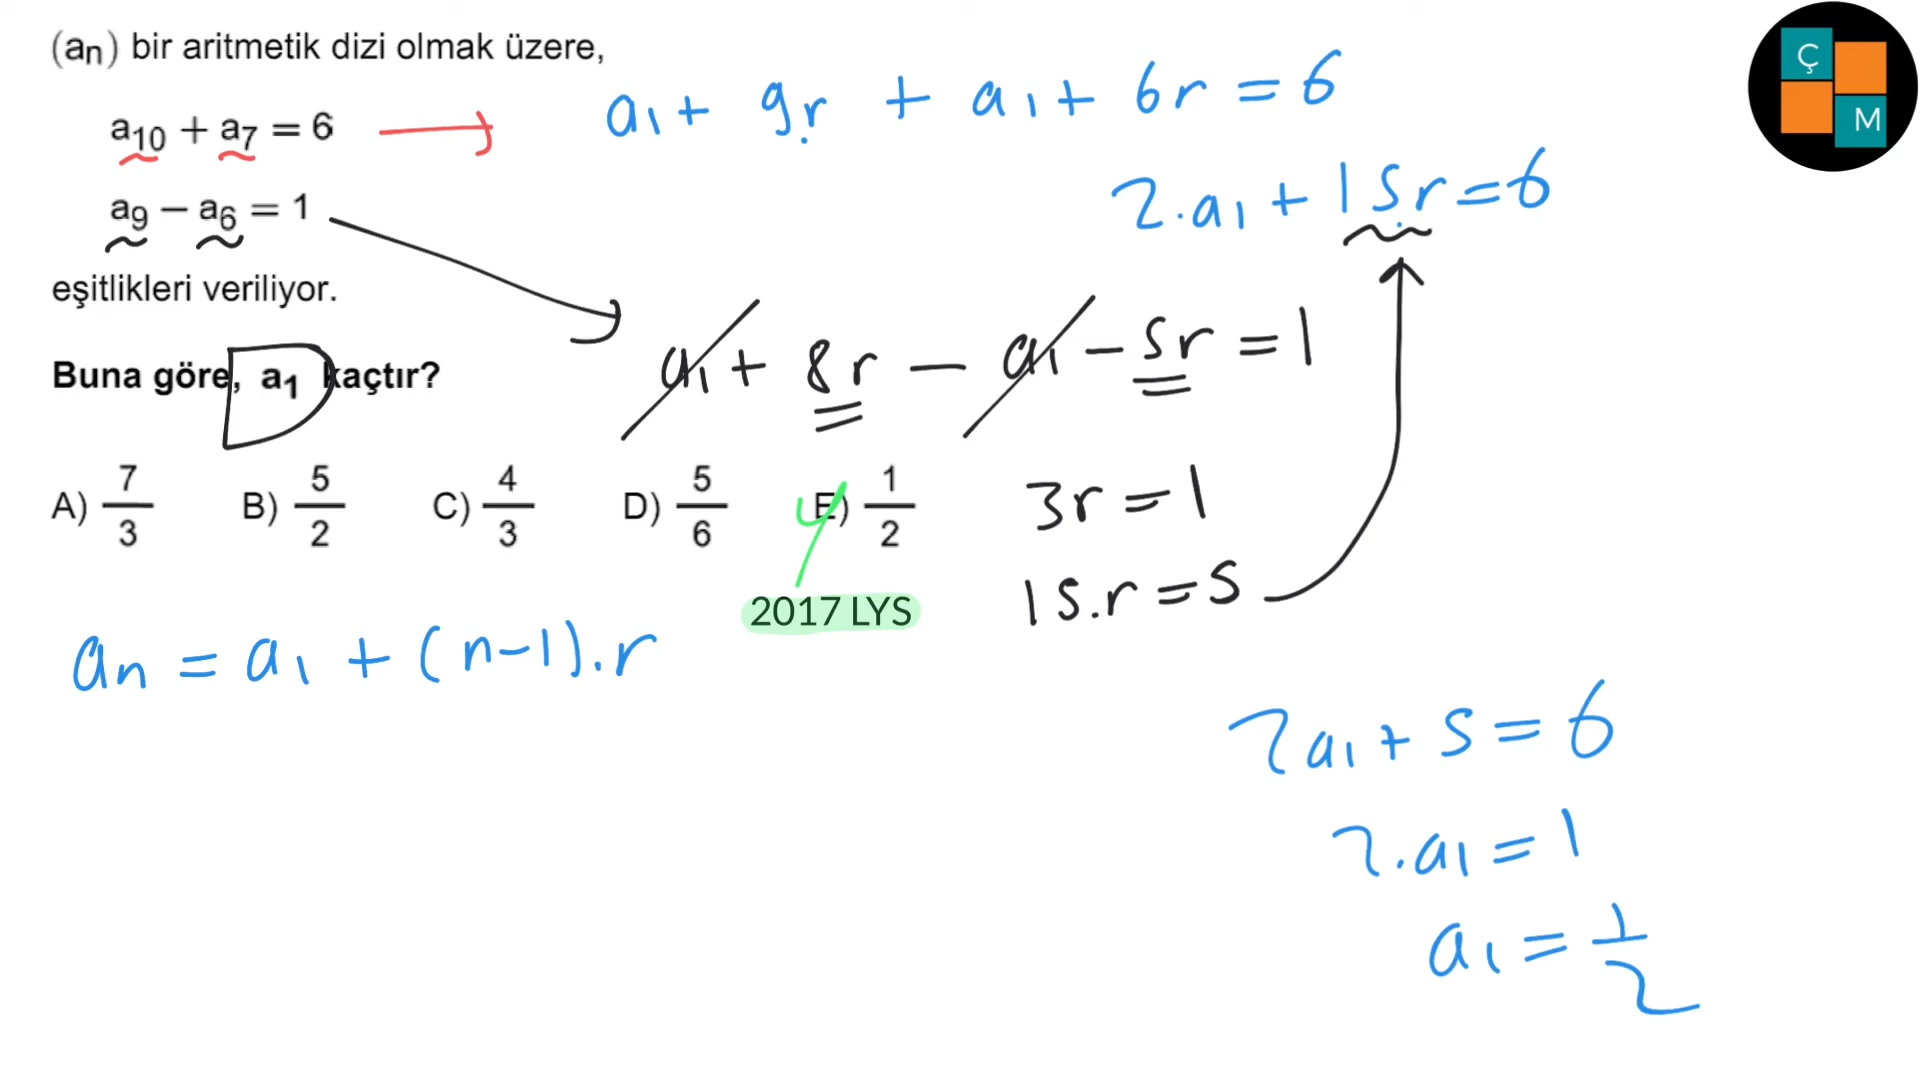 (an) bir aritmetik dizi olmak üzere,
a10 + a7 = 6
a9 − a6 = 1
eşitlikleri veriliyor.
Buna göre, a1 kaçtır?
A) 7/3 B) 5/2 C) 4/3 D) 5/6 E) 1/2
2017 LYS
an = a1 + (n-1).r
a1 + 9r + a1 + 6r = 6
2.a1 + 15r = 6
a1 + 8r − a1 − 5r = 1
3r = 1
15.r = 5
2a1 + 5 = 6
2.a1 = 1
a1 = 1/2
Ç
M